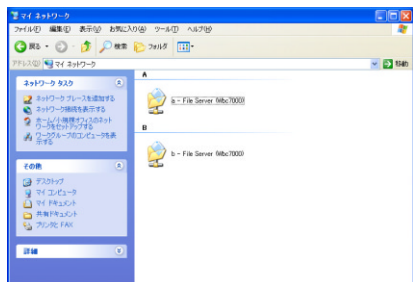 マイ ネットワーク
ファイル(F) 編集(E) 表示(V) お気に入り(A) ツール(T) ヘルプ(H)
戻る 検索 フォルダ
アドレス(D) マイ ネットワーク 移動
ネットワーク タスク
ネットワーク プレースを追加する
ネットワーク接続を表示する
ホーム/小規模オフィスのネットワークをセットアップする
ワークグループのコンピュータを表示する
その他
デスクトップ
マイ コンピュータ
マイ ドキュメント
共有ドキュメント
プリンタと FAX
詳細
A
a - File Server (Wbc7000)
B
b - File Server (Wbc7000)